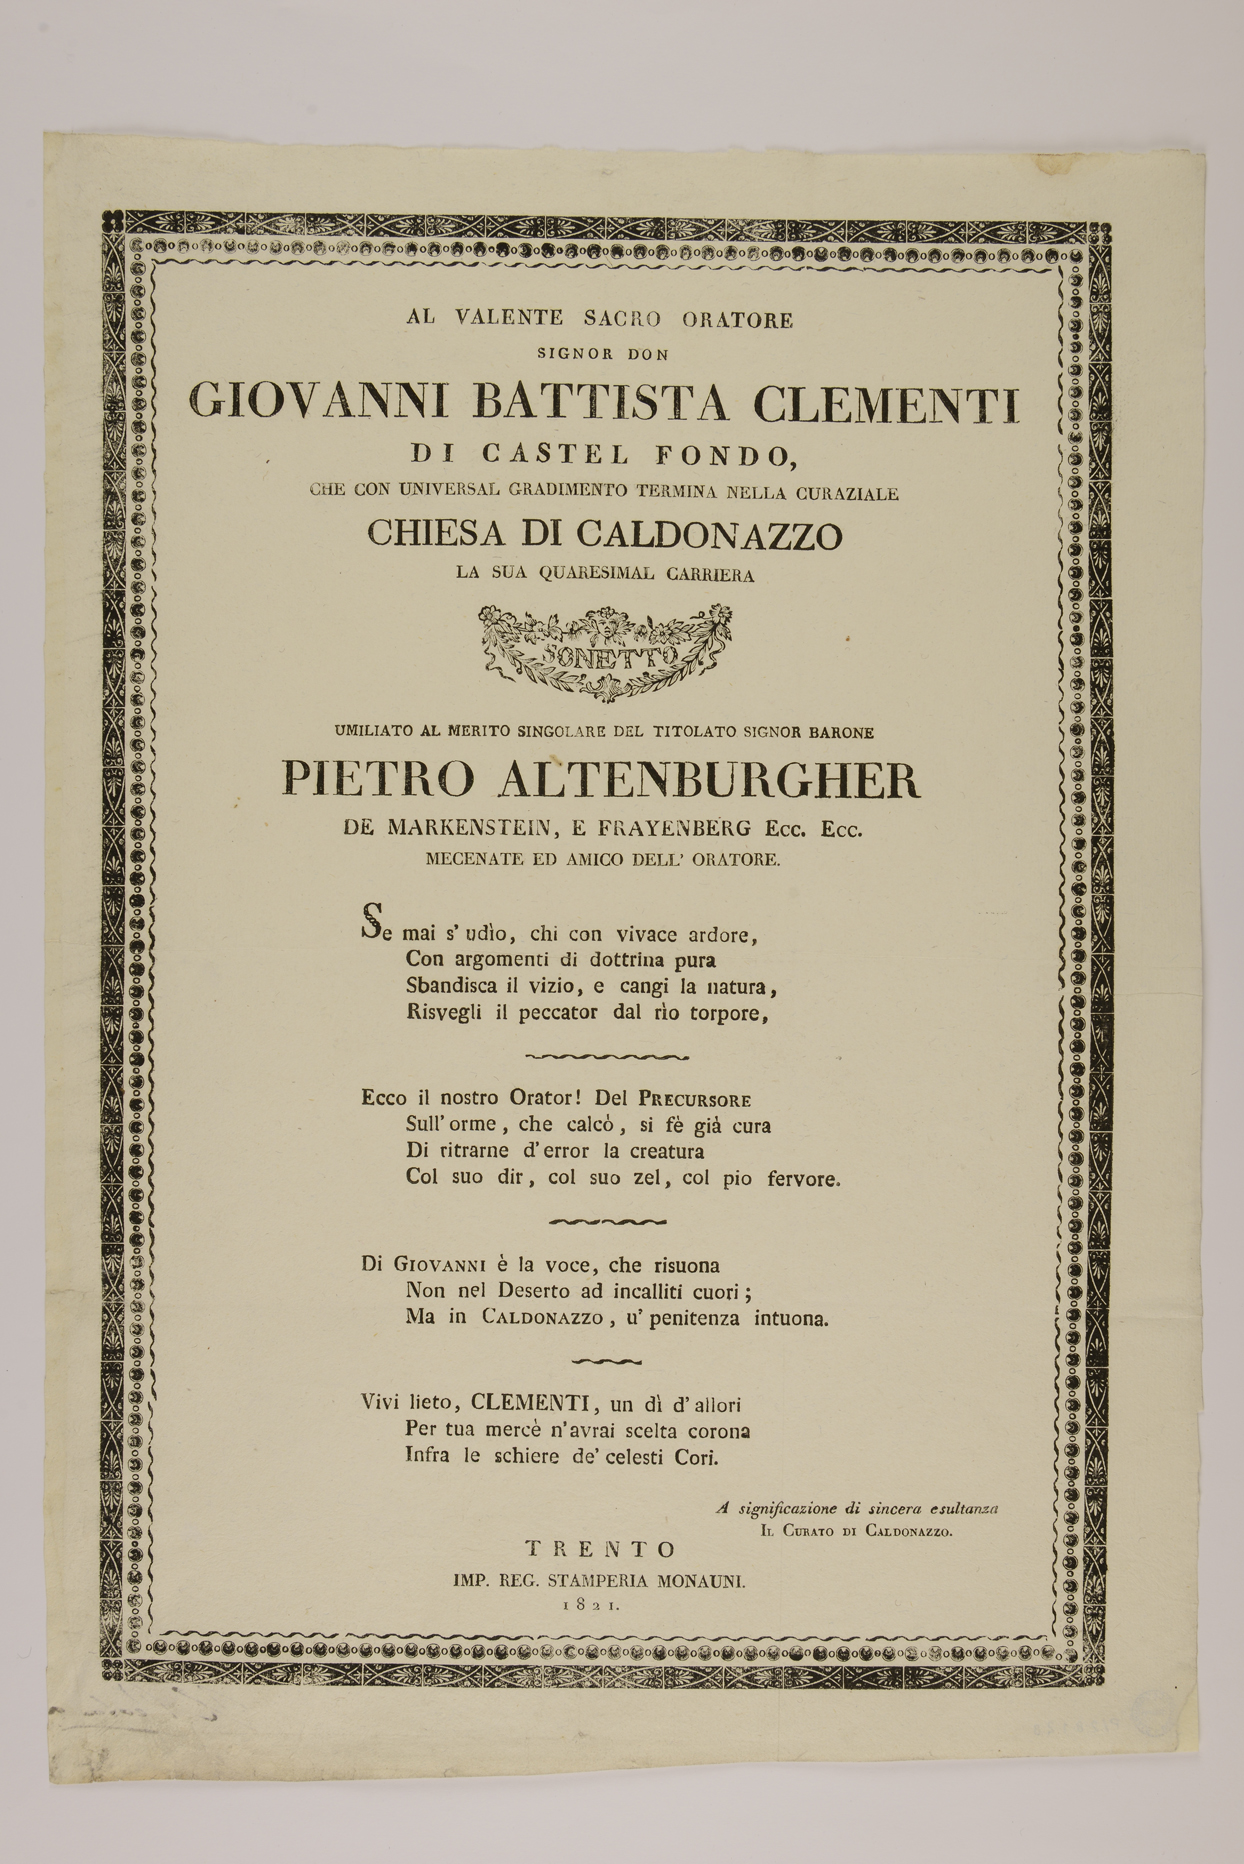 AL VALENTE SACRO ORATORE
SIGNOR DON
GIOVANNI BATTISTA CLEMENTI
DI CASTEL FONDO,
CHE CON UNIVERSAL GRADIMENTO TERMINA NELLA CURAZIALE
CHIESA DI CALDONAZZO
LA SUA QUARESIMAL CARRIERA
SONETTO
UMILIATO AL MERITO SINGOLARE DEL TITOLATO SIGNOR BARONE
PIETRO ALTENBURGHER
DE MARKENSTEIN, E FRAYENBERG Ecc. Ecc.
MECENATE ED AMICO DELL' ORATORE.
Se mai s' udìo, chi con vivace ardore,
Con argomenti di dottrina pura
Sbandisca il vizio, e cangi la natura,
Risvegli il peccator dal rìo torpore,
Ecco il nostro Orator! Del PRECURSORE
Sull' orme, che calcò, si fè già cura
Di ritrarne d' error la creatura
Col suo dir, col suo zel, col pio fervore.
Di GIOVANNI è la voce, che risuona
Non nel Deserto ad incalliti cuori;
Ma in CALDONAZZO, u' penitenza intuona.
Vivi lieto, CLEMENTI, un dì d' allori
Per tua mercè n' avrai scelta corona
Infra le schiere de' celesti Cori.
A significazione di sincera esultanza
IL CURATO DI CALDONAZZO.
TRENTO
IMP. REG. STAMPERIA MONAUNI.
1821.